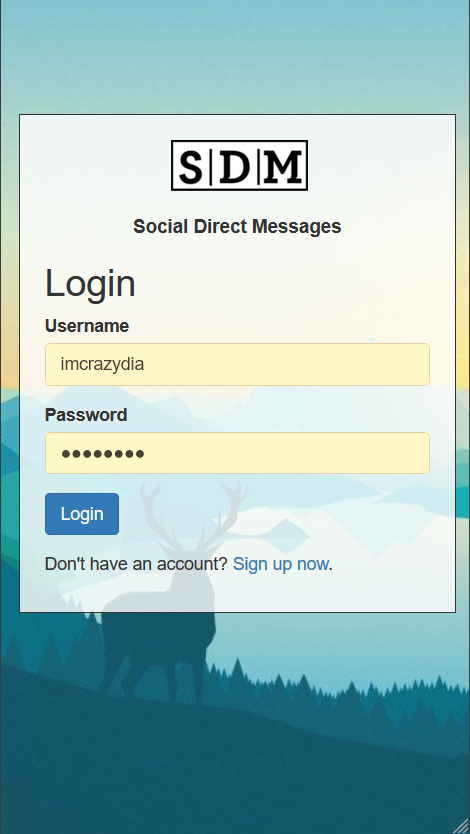 S|D|M
Social Direct Messages
Login
Username
imcrazydia
Password
●●●●●●●●
Login
Don't have an account? Sign up now.